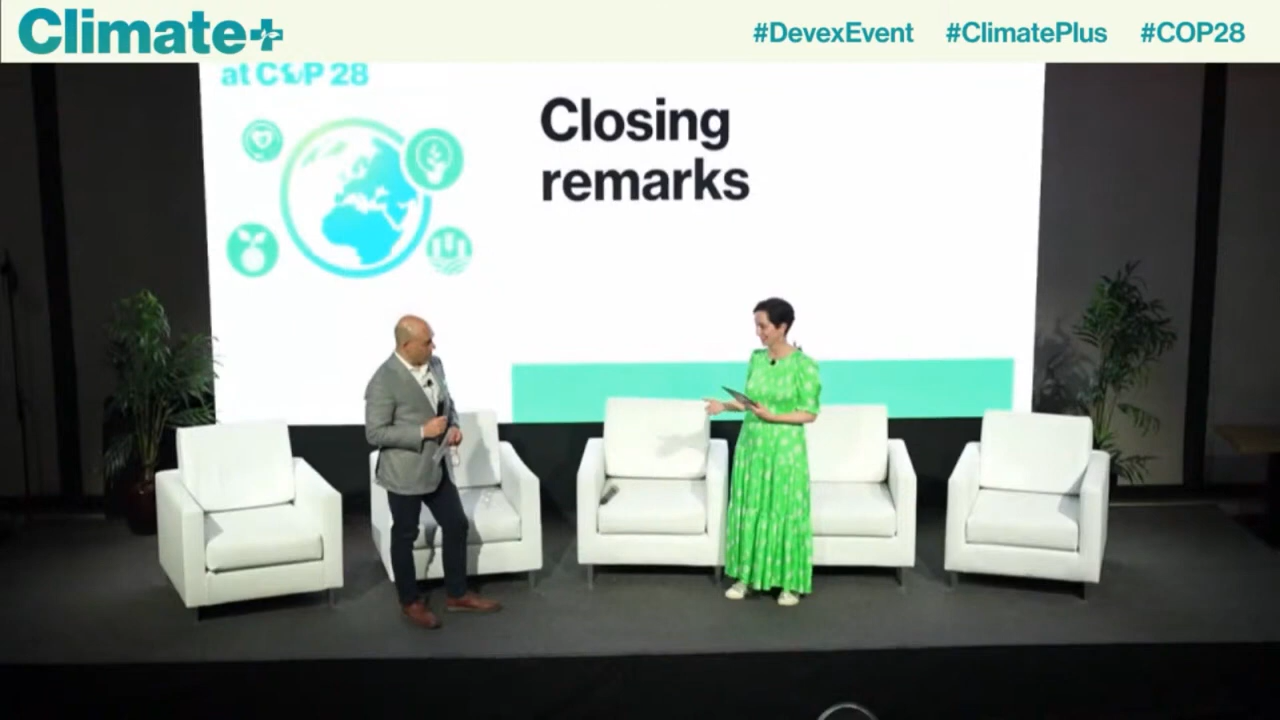 Climate+
#DevexEvent #ClimatePlus #COP28
at COP 28
Closing
remarks